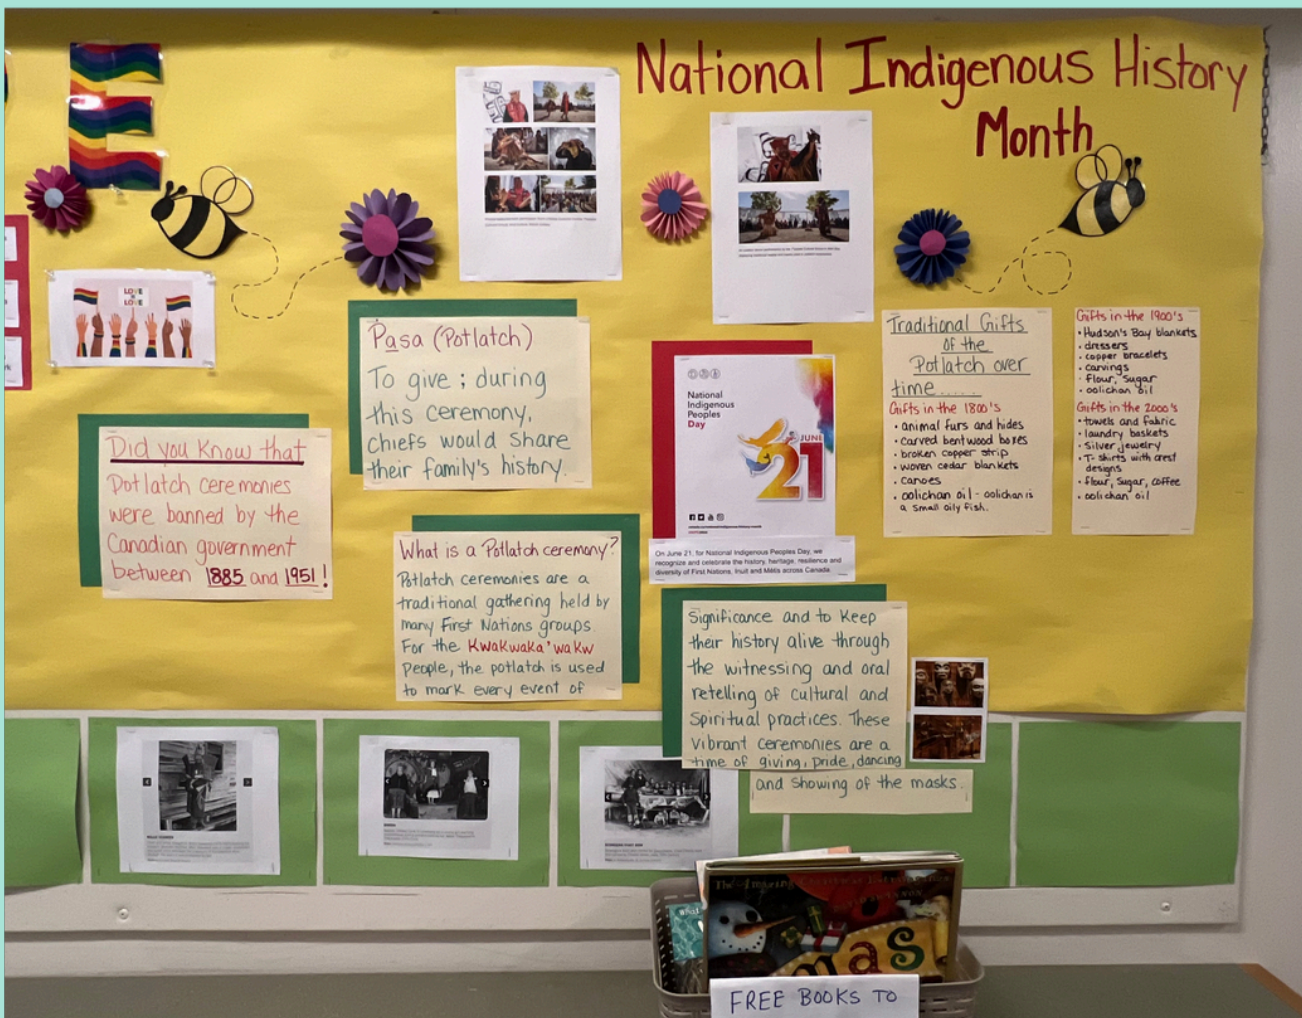 E
National Indigenous History
Month
LOVE
IS
LOVE
Pasa (Potlatch)
To give ; during
this ceremony,
chiefs would share
their family's history.
Did you know that
Potlatch ceremonies
were banned by the
Canadian government
between 1885 and 1951!
What is a Potlatch ceremony?
Potlatch ceremonies are a
traditional gathering held by
many First Nations groups.
For the Kwakwaka'wakw
People, the potlatch is used
to mark every event of
Significance and to keep
their history alive through
the witnessing and oral
retelling of cultural and
Spiritual practices. These
vibrant ceremonies are a
time of giving, pride, dancing
and showing of the masks.
National
Indigenous
Peoples
Day
JUNE
21
On June 21, for National Indigenous Peoples Day, we
recognize and celebrate the history, heritage, resilience and
diversity of First Nations, Inuit and Métis across Canada
Traditional Gifts
of the
Potlatch over
time.....
Gifts in the 1800's
• animal furs and hides
• carved bentwood boxes
• broken copper strip
• woven cedar blankets
• canoes
• oolichan oil - oolichan is
a small oily fish.
Gifts in the 1900's
• Hudson's Bay blankets
• dressers
• copper bracelets
• carvings
• flour, sugar
• oolichan oil
Gifts in the 2000's
• towels and fabric
• laundry baskets
• Silver jewelry
• T-shirts with crest
designs
• flour, sugar, coffee
• oolichan oil
The Amazing Christmas
mas
FREE BOOKS TO